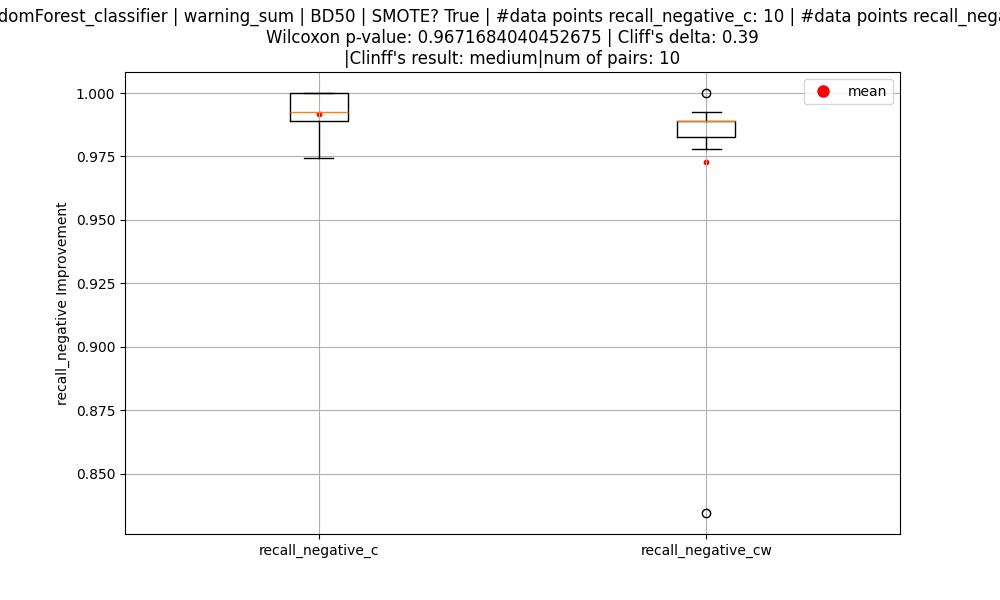 domForest_classifier | warning_sum | BD50 | SMOTE? True | #data points recall_negative_c: 10 | #data points recall_nega
Wilcoxon p-value: 0.9671684040452675 | Cliff's delta: 0.39
|Clinff's result: medium|num of pairs: 10
mean
1.000
0.975
0.950
0.925
0.900
0.875
0.850
recall_negative Improvement
recall_negative_c
recall_negative_cw